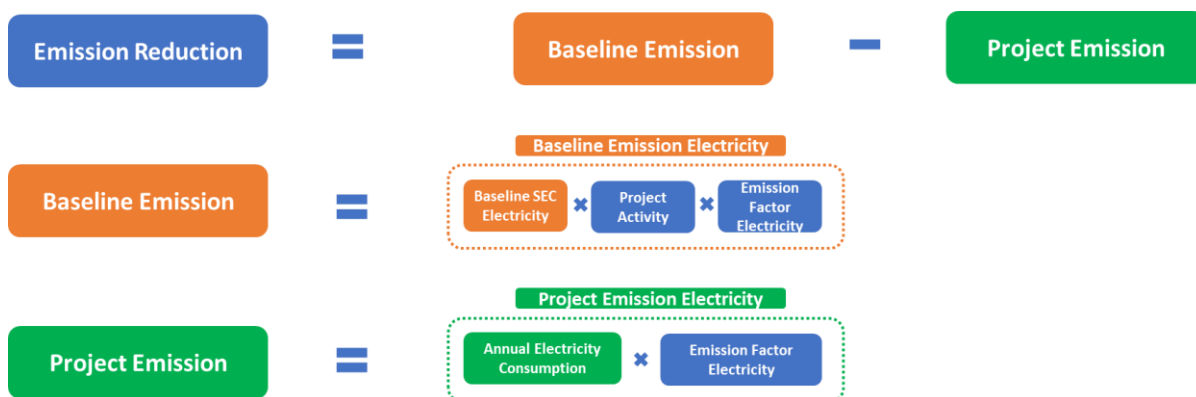 Emission Reduction = Baseline Emission − Project Emission
Baseline Emission Electricity
Baseline Emission = Baseline SEC Electricity × Project Activity × Emission Factor Electricity
Project Emission Electricity
Project Emission = Annual Electricity Consumption × Emission Factor Electricity